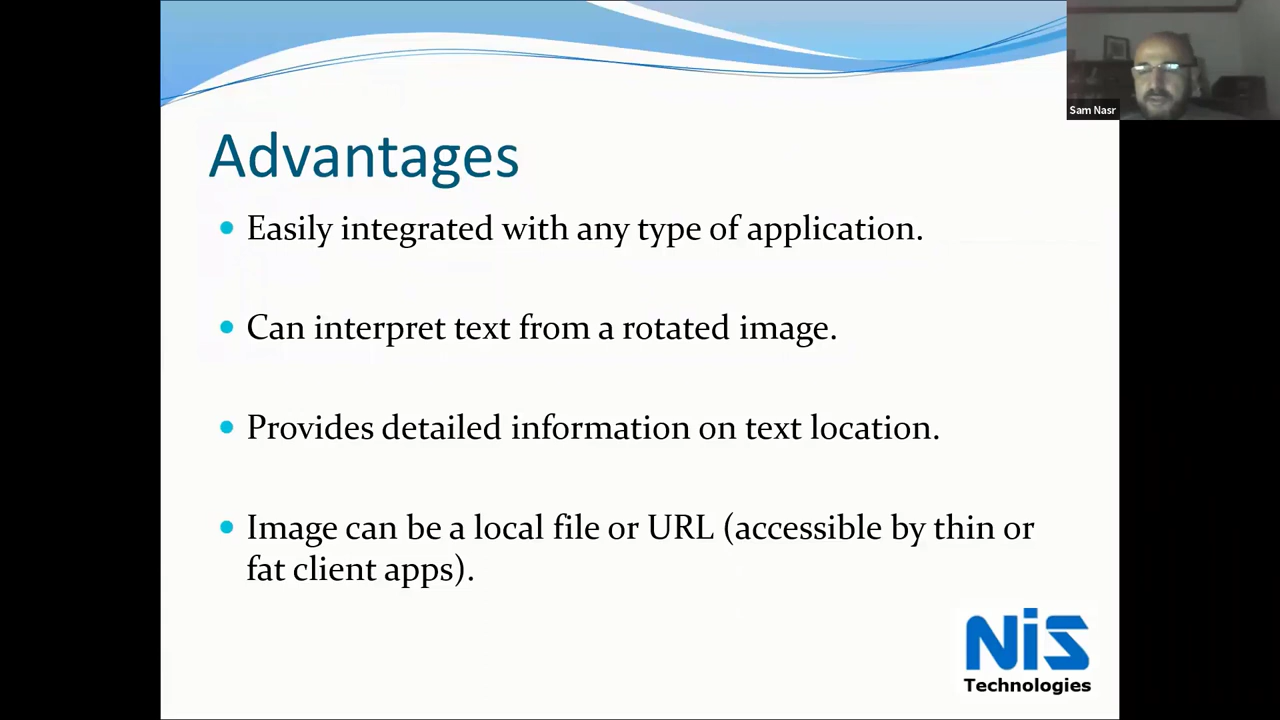 Sam Nasr
Advantages
Easily integrated with any type of application.
Can interpret text from a rotated image.
Provides detailed information on text location.
Image can be a local file or URL (accessible by thin or
fat client apps).
NiS
Technologies